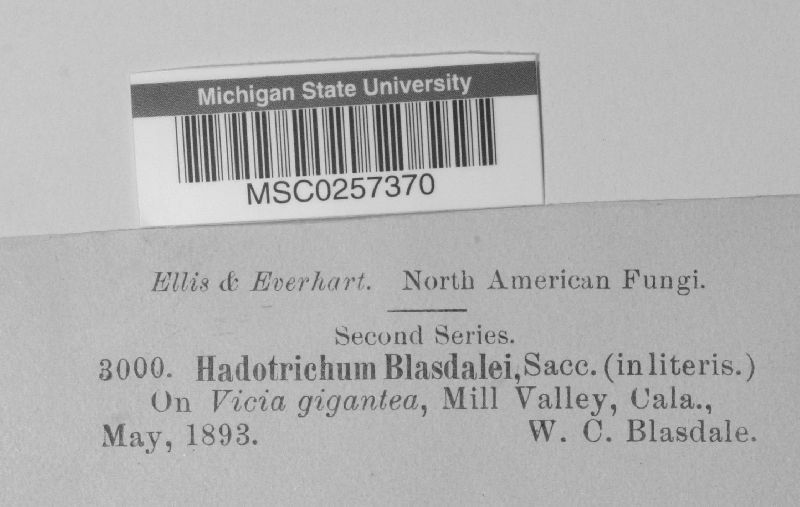 Michigan State University
MSC0257370
Ellis & Everhart. North American Fungi.
Second Series.
3000. Hadotrichum Blasdalei, Sacc. (in literis.)
On Vicia gigantea, Mill Valley, Cala.,
May, 1893. W. C. Blasdale.